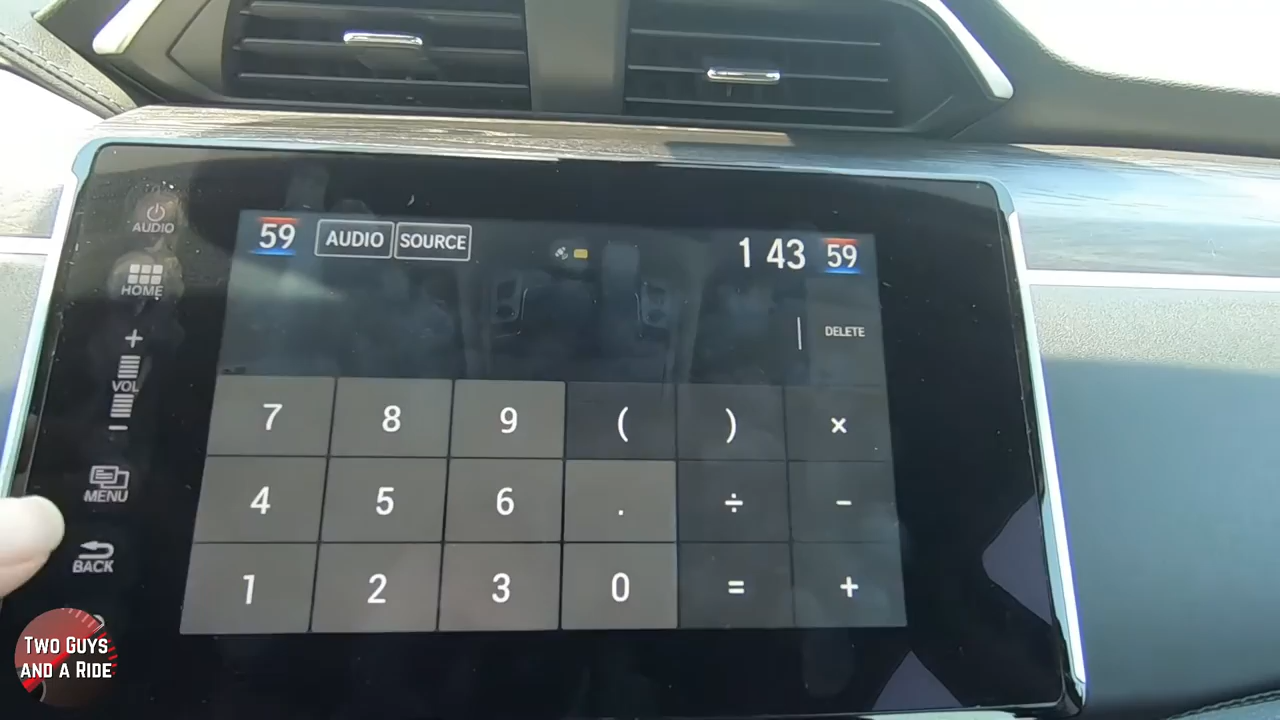 AUDIO
HOME
+
VOL
-
MENU
BACK
59 AUDIO SOURCE 1 43 59
DELETE
7 8 9 ( ) ×
4 5 6 . ÷ -
1 2 3 0 = +
TWO GUYS
AND A RIDE